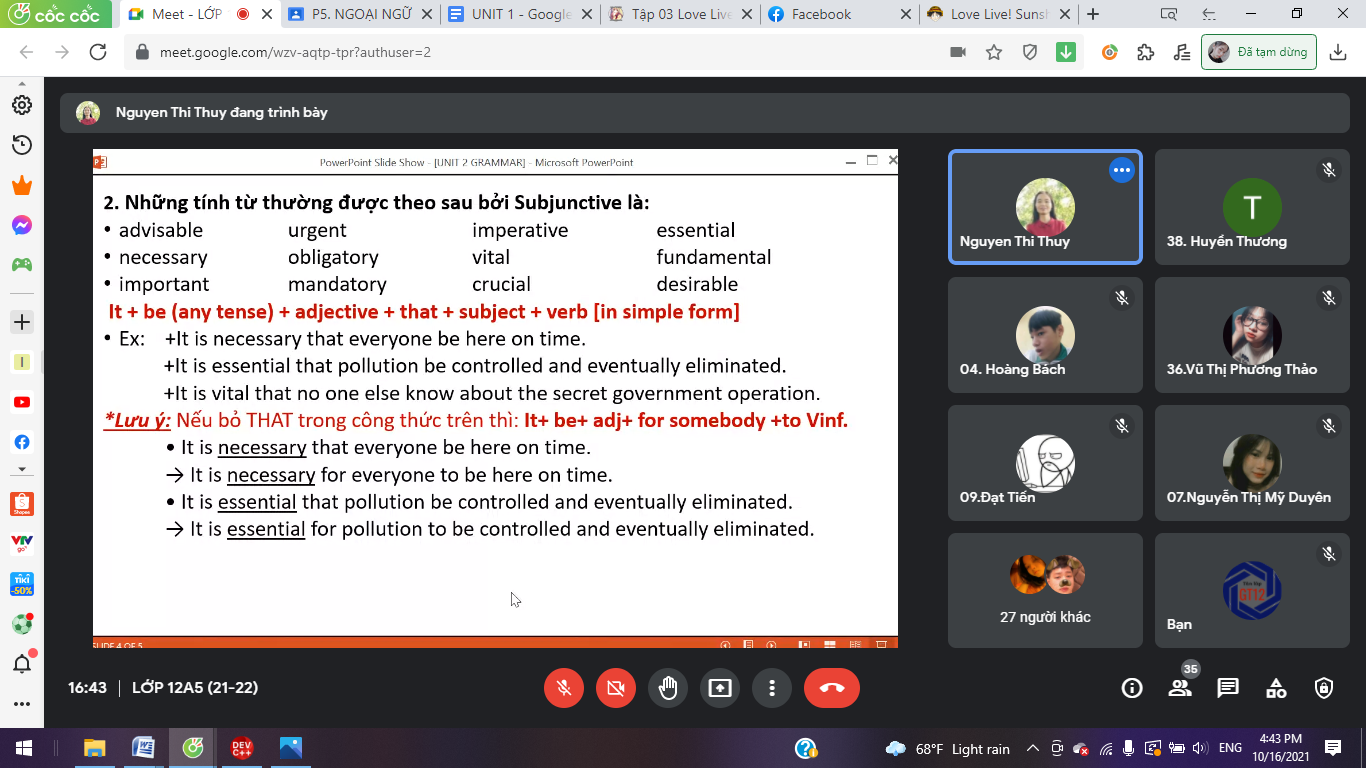 cốc cốc
Meet - LỚP
P5. NGOẠI NGỮ
UNIT 1 - Google
Tập 03 Love Live
Facebook
Love Live! Sunsh
meet.google.com/wzv-aqtp-tpr?authuser=2
Đã tạm dừng
Nguyen Thi Thuy đang trình bày
PowerPoint Slide Show - [UNIT 2 GRAMMAR] - Microsoft PowerPoint
2. Những tính từ thường được theo sau bởi Subjunctive là:
• advisable urgent imperative essential
• necessary obligatory vital fundamental
• important mandatory crucial desirable
It + be (any tense) + adjective + that + subject + verb [in simple form]
• Ex: +It is necessary that everyone be here on time.
+It is essential that pollution be controlled and eventually eliminated.
+It is vital that no one else know about the secret government operation.
*Lưu ý: Nếu bỏ THAT trong công thức trên thì: It+ be+ adj+ for somebody +to Vinf.
• It is necessary that everyone be here on time.
→ It is necessary for everyone to be here on time.
• It is essential that pollution be controlled and eventually eliminated.
→ It is essential for pollution to be controlled and eventually eliminated.
SLIDE 4 OF 5
Nguyen Thi Thuy
T
38. Huyền Thương
04. Hoàng Bách
36.Vũ Thị Phương Thảo
09.Đạt Tiến
07.Nguyễn Thị Mỹ Duyên
27 người khác
GT12
Bạn
16:43 | LỚP 12A5 (21-22)
35
cốc cốc
I
Shopee
VTV
go
TIKI
-50%
DEV
C++
68°F Light rain
ENG
4:43 PM
10/16/2021